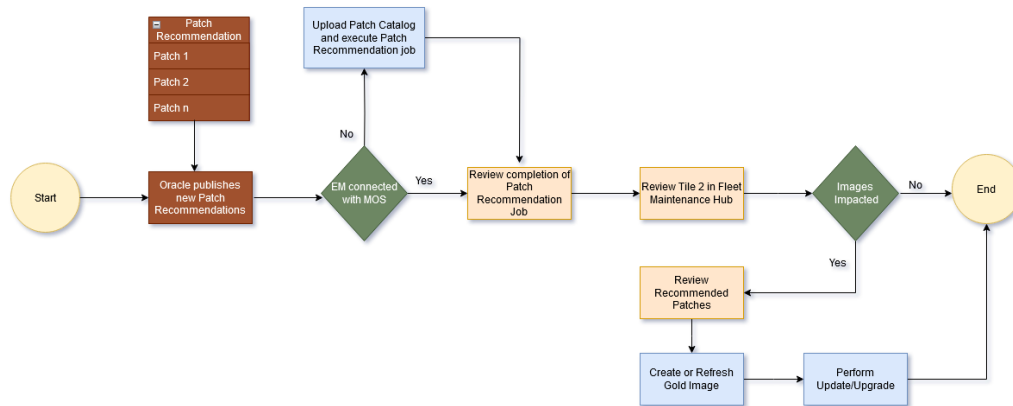 Patch
Recommendation
Patch 1
Patch 2
Patch n
Upload Patch Catalog
and execute Patch
Recommendation job
No
Start
Oracle publishes
new Patch
Recommendations
EM connected
with MOS
Yes
Review completion of
Patch
Recommendation
Job
Review Tile 2 in Fleet
Maintenance Hub
Images
Impacted
No
End
Yes
Review
Recommended
Patches
Create or Refresh
Gold Image
Perform
Update/Upgrade